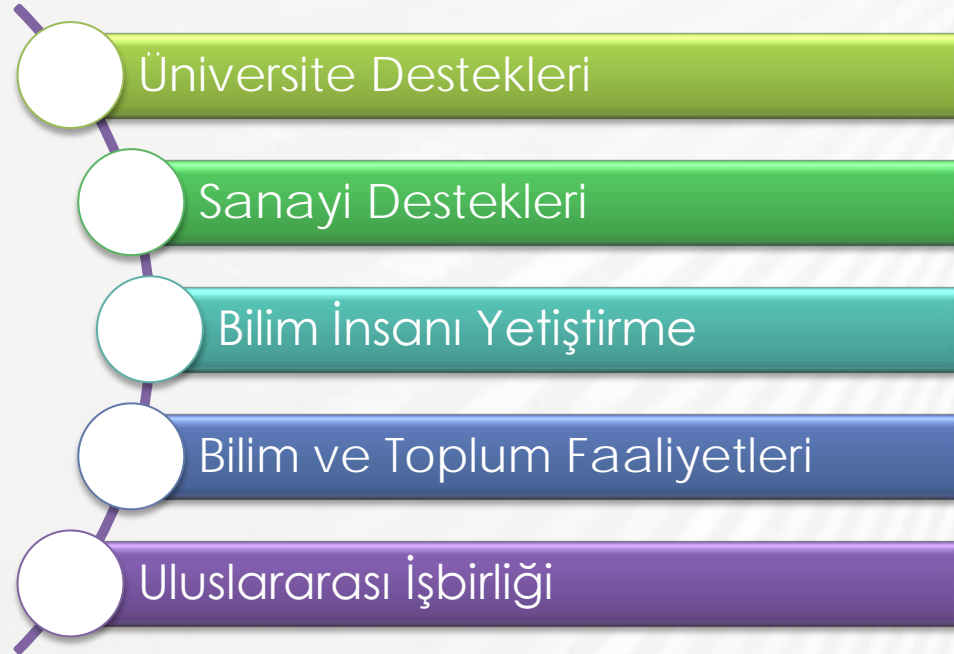 Üniversite Destekleri
Sanayi Destekleri
Bilim İnsanı Yetiştirme
Bilim ve Toplum Faaliyetleri
Uluslararası İşbirliği